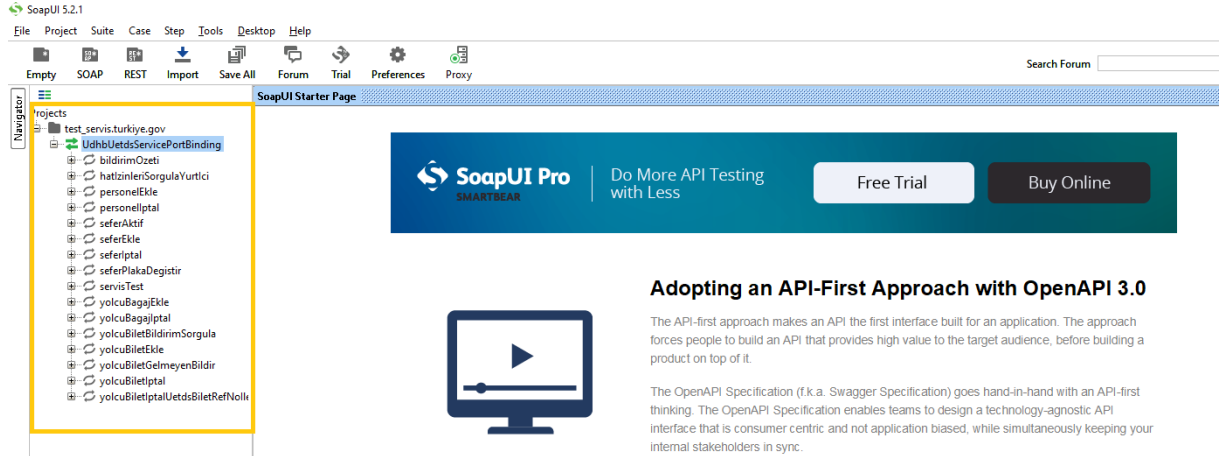 SoapUI 5.2.1
File Project Suite Case Step Tools Desktop Help
Empty SOAP REST Import Save All Forum Trial Preferences Proxy
Search Forum
Navigator
SoapUI Starter Page
Projects
test_servis.turkiye.gov
UdhbUetdsServicePortBinding
bildirimOzeti
hatIzinleriSorgulaYurtIci
personelEkle
personelIptal
seferAktif
seferEkle
seferIptal
seferPlakaDegistir
servisTest
yolcuBagajEkle
yolcuBagajIptal
yolcuBiletBildirimSorgula
yolcuBiletEkle
yolcuBiletGelmeyenBildir
yolcuBiletIptal
yolcuBiletIptalUetdsBiletRefNoIle
SoapUI Pro
SMARTBEAR
Do More API Testing
with Less
Free Trial
Buy Online
Adopting an API-First Approach with OpenAPI 3.0
The API-first approach makes an API the first interface built for an application. The approach
forces people to build an API that provides high value to the target audience, before building a
product on top of it.
The OpenAPI Specification (f.k.a. Swagger Specification) goes hand-in-hand with an API-first
thinking. The OpenAPI Specification enables teams to design a technology-agnostic API
interface that is consumer centric and not application biased, while simultaneously keeping your
internal stakeholders in sync.